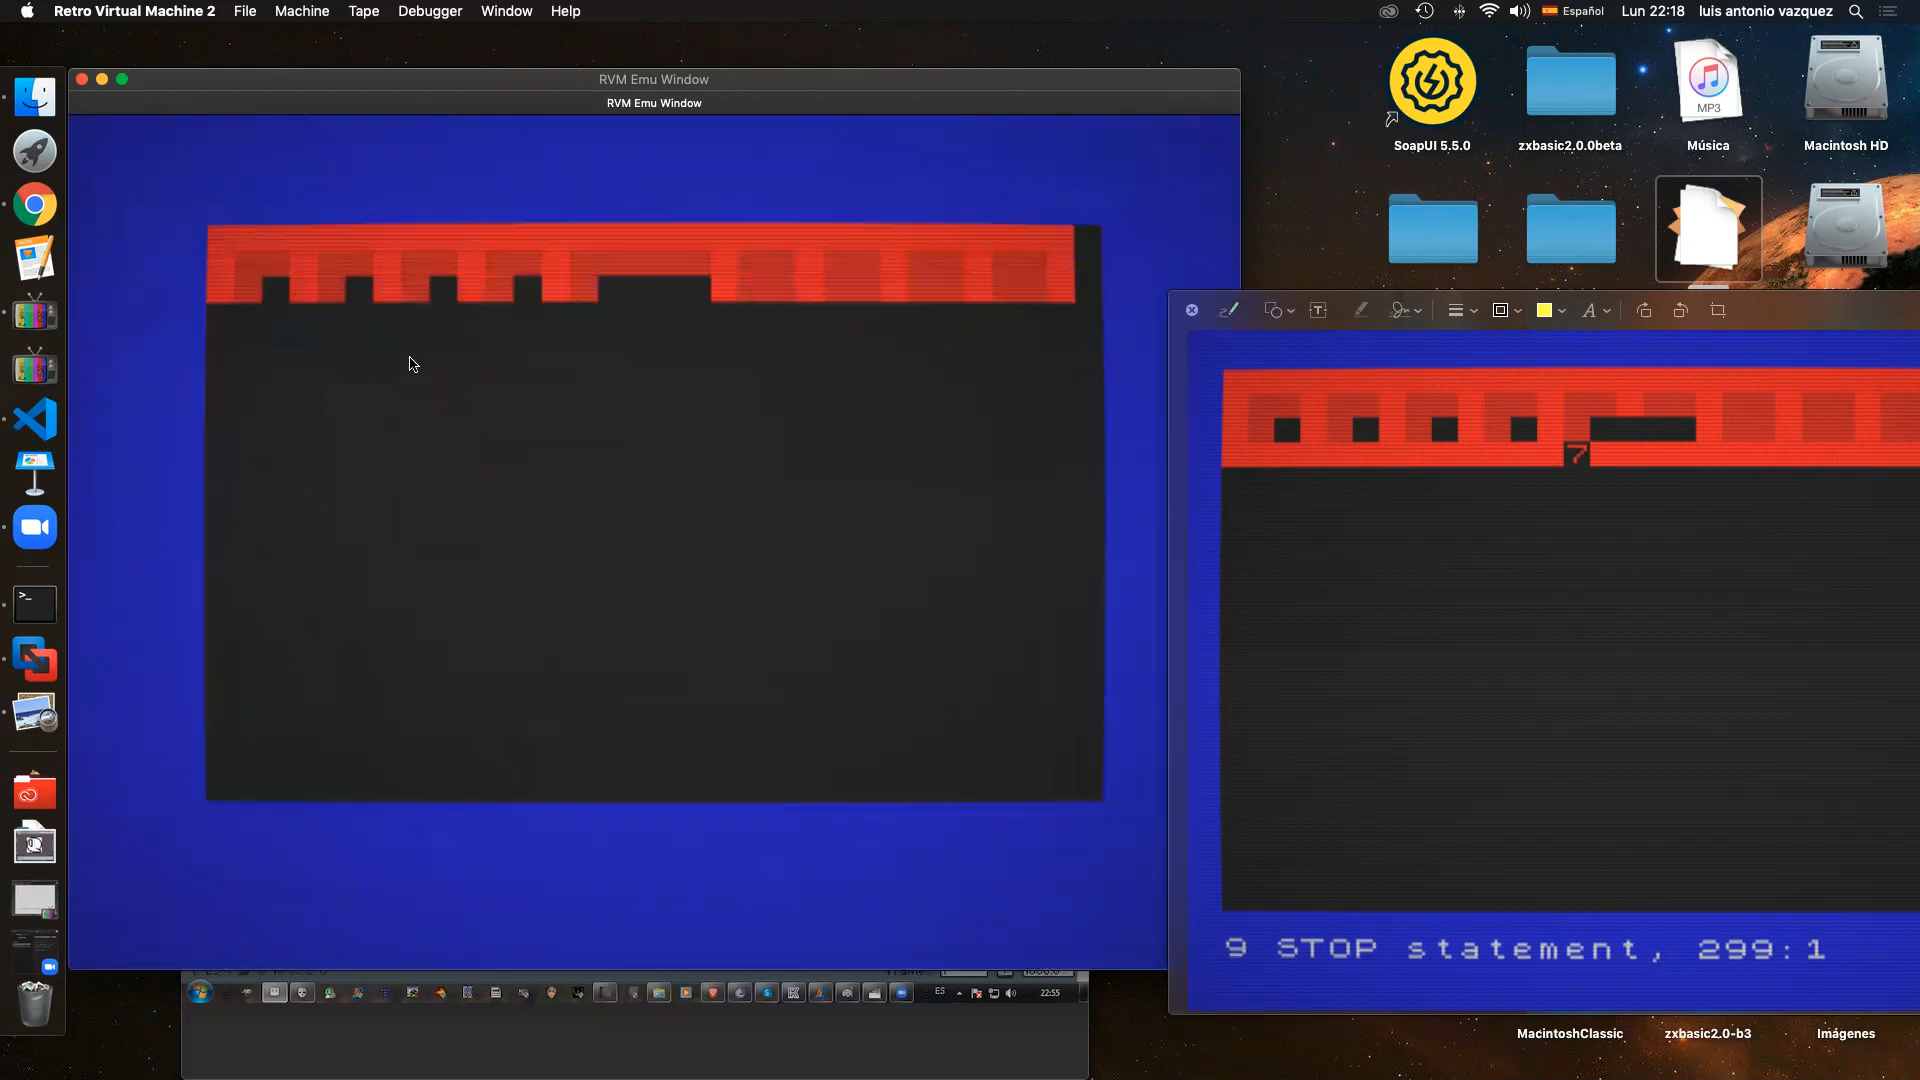 Retro Virtual Machine 2 File Machine Tape Debugger Window Help
Español Lun 22:18 luis antonio vazquez
RVM Emu Window
RVM Emu Window
MP3
SoapUI 5.5.0 zxbasic2.0.0beta Música Macintosh HD
7
9 STOP statement, 299:1
ES 22:55
MacintoshClassic zxbasic2.0-b3 Imágenes